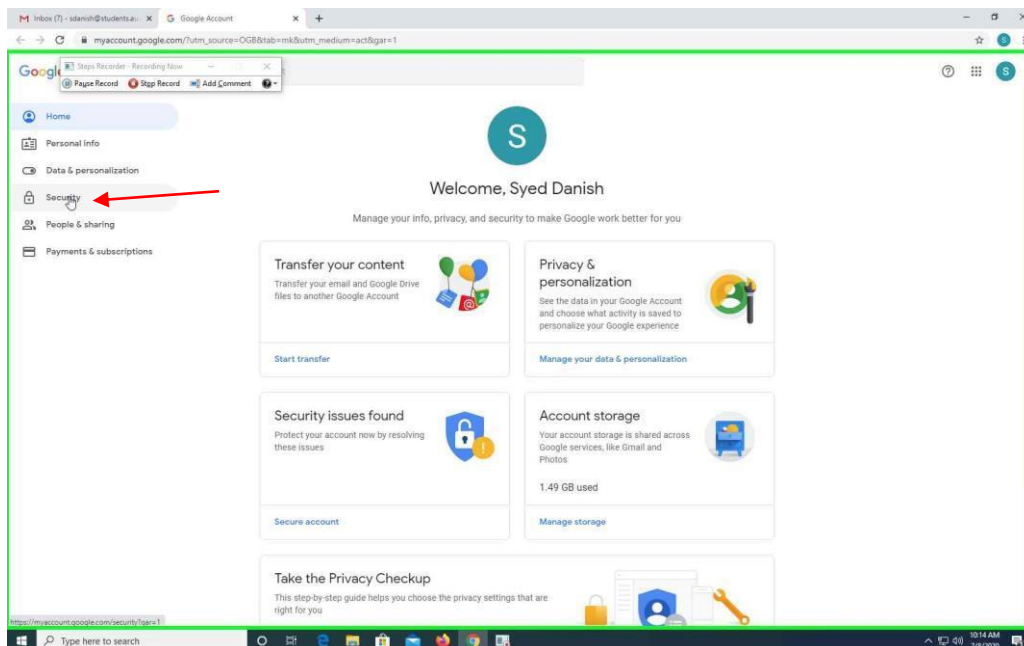 Inbox (7) - sdanish@students.au.
Google Account
myaccount.google.com/?utm_source=OGB&tab=mk&utm_medium=act&gar=1
Steps Recorder - Recording Now
Pause Record Stop Record Add Comment
Googl
S
Home
Personal info
Data & personalization
Security
People & sharing
Payments & subscriptions
S
Welcome, Syed Danish
Manage your info, privacy, and security to make Google work better for you
Transfer your content
Transfer your email and Google Drive
files to another Google Account
Start transfer
Privacy &
personalization
See the data in your Google Account
and choose what activity is saved to
personalize your Google experience
Manage your data & personalization
Security issues found
Protect your account now by resolving
these issues
Secure account
Account storage
Your account storage is shared across
Google services, like Gmail and
Photos
1.49 GB used
Manage storage
Take the Privacy Checkup
This step-by-step guide helps you choose the privacy settings that are
right for you
https://myaccount.google.com/security?gar=1
Type here to search
10:14 AM